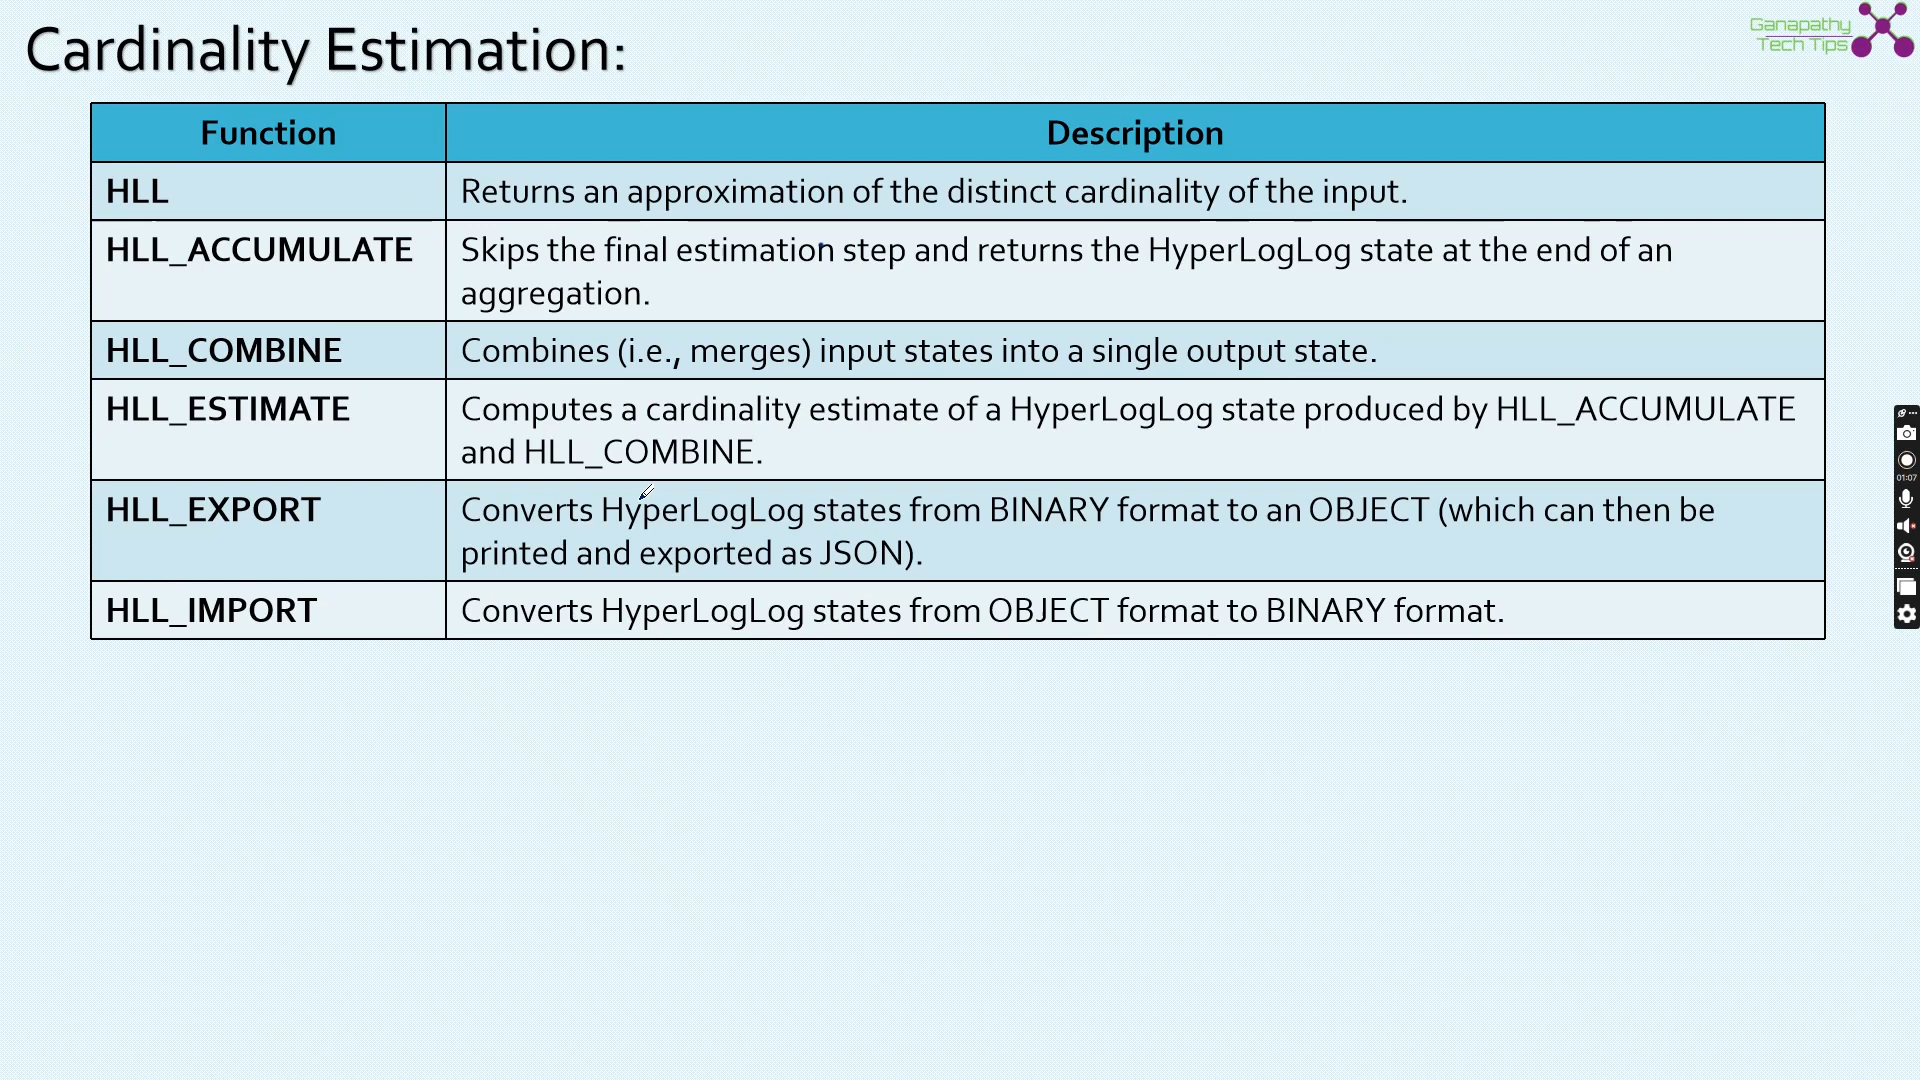 Cardinality Estimation:
Ganapathy
Tech Tips
Function
Description
HLL
Returns an approximation of the distinct cardinality of the input.
HLL_ACCUMULATE
Skips the final estimation step and returns the HyperLogLog state at the end of an
aggregation.
HLL_COMBINE
Combines (i.e., merges) input states into a single output state.
HLL_ESTIMATE
Computes a cardinality estimate of a HyperLogLog state produced by HLL_ACCUMULATE
and HLL_COMBINE.
HLL_EXPORT
Converts HyperLogLog states from BINARY format to an OBJECT (which can then be
printed and exported as JSON).
HLL_IMPORT
Converts HyperLogLog states from OBJECT format to BINARY format.
01:07